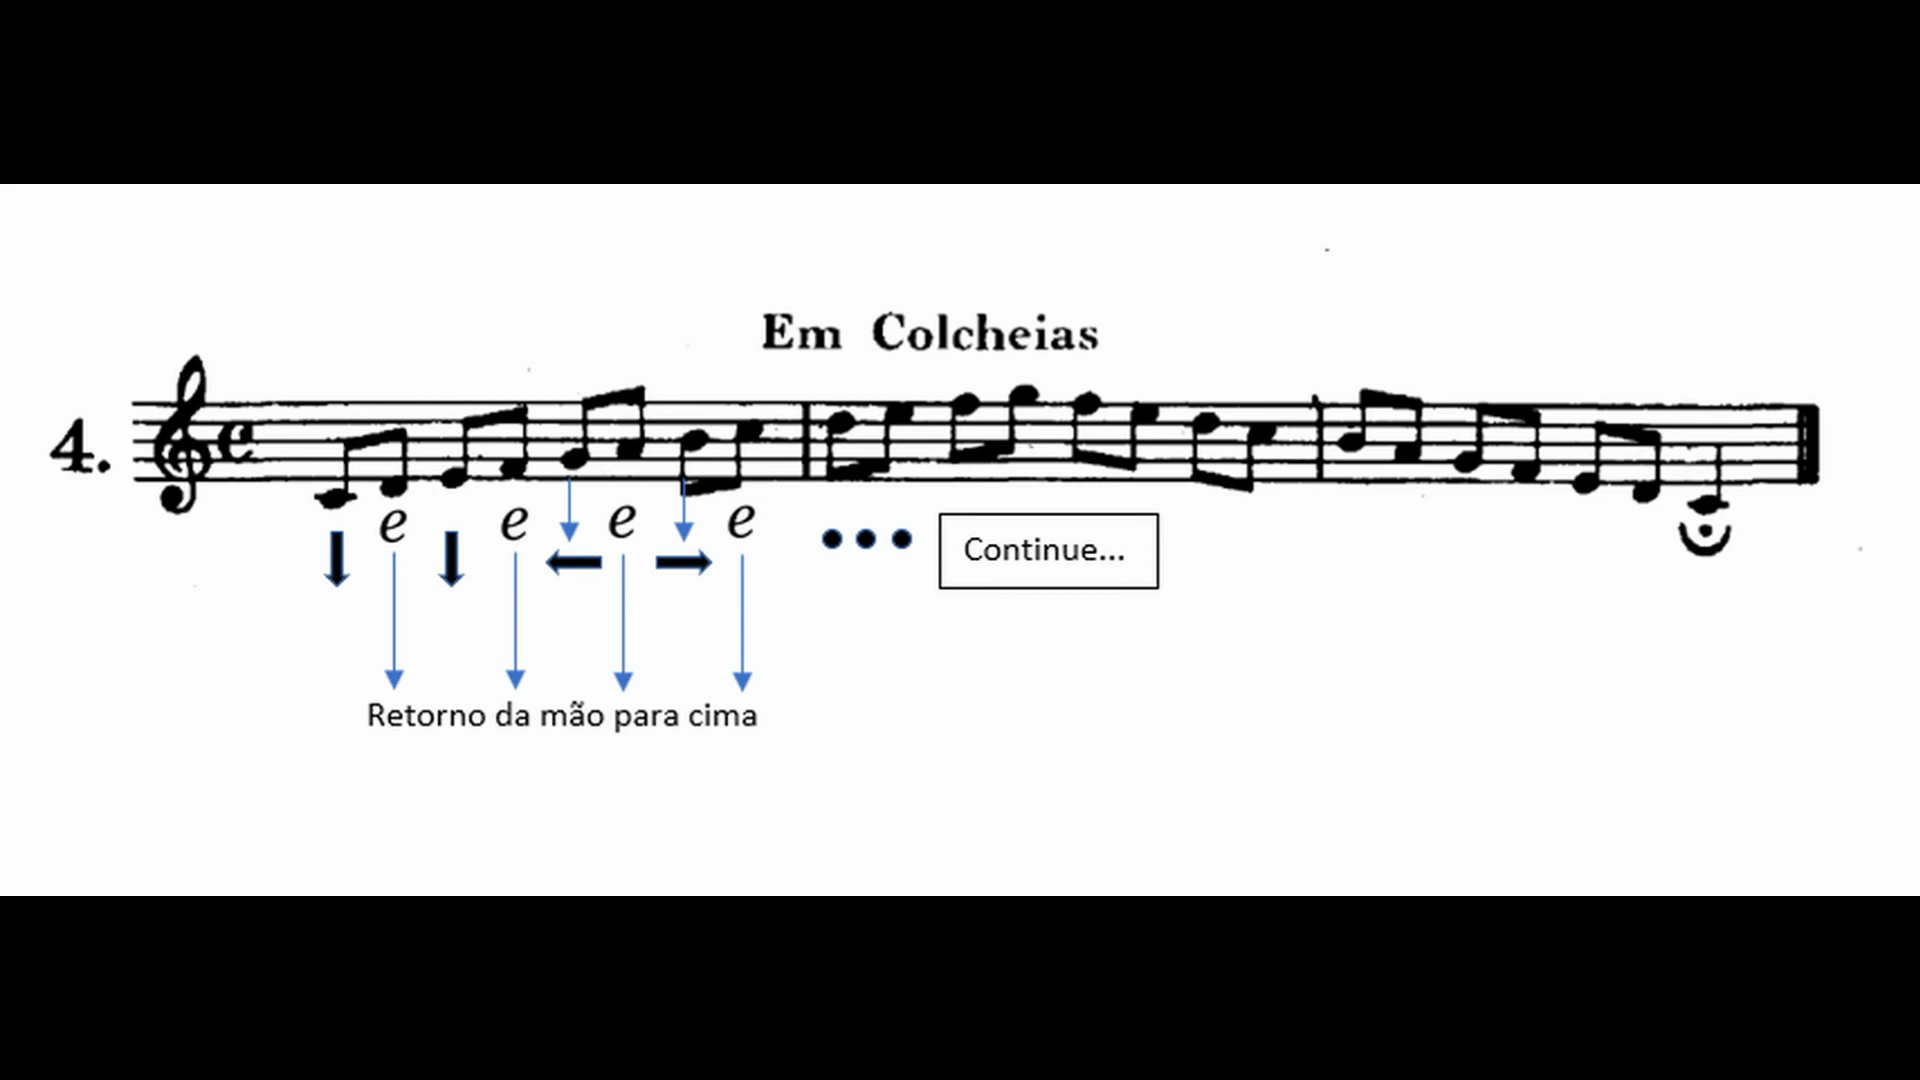 Em Colcheias
4.
e e e e
Continue...
Retorno da mão para cima